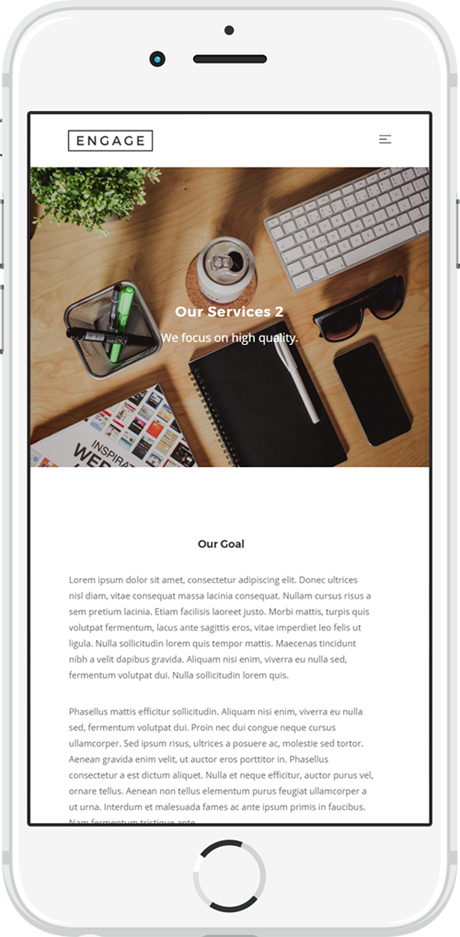 ENGAGE
Our Services 2
We focus on high quality.
INSPIRAT
WE
Our Goal
Lorem ipsum dolor sit amet, consectetur adipiscing elit. Donec ultrices
nisl diam, vitae consequat massa lacinia consequat. Nullam cursus risus a
sem pretium lacinia. Etiam facilisis laoreet justo. Morbi mattis, turpis quis
volutpat fermentum, lacus ante sagittis eros, vitae imperdiet leo felis ut
ligula. Nulla sollicitudin lorem quis tempor mattis. Maecenas tincidunt
nibh a velit dapibus gravida. Aliquam nisi enim, viverra eu nulla sed,
fermentum volutpat dui. Nulla sollicitudin lorem quis.
Phasellus mattis efficitur sollicitudin. Aliquam nisi enim, viverra eu nulla
sed, fermentum volutpat dui. Proin nec dui congue neque cursus
ullamcorper. Sed ipsum risus, ultrices a posuere ac, molestie sed tortor.
Aenean gravida enim velit, ut auctor eros porttitor in. Phasellus
consectetur a est dictum aliquet. Nulla et neque efficitur, auctor purus vel,
ornare tellus. Aenean non tellus elementum purus feugiat ullamcorper a
ut urna. Interdum et malesuada fames ac ante ipsum primis in faucibus.
Nam fermentum tristique ante